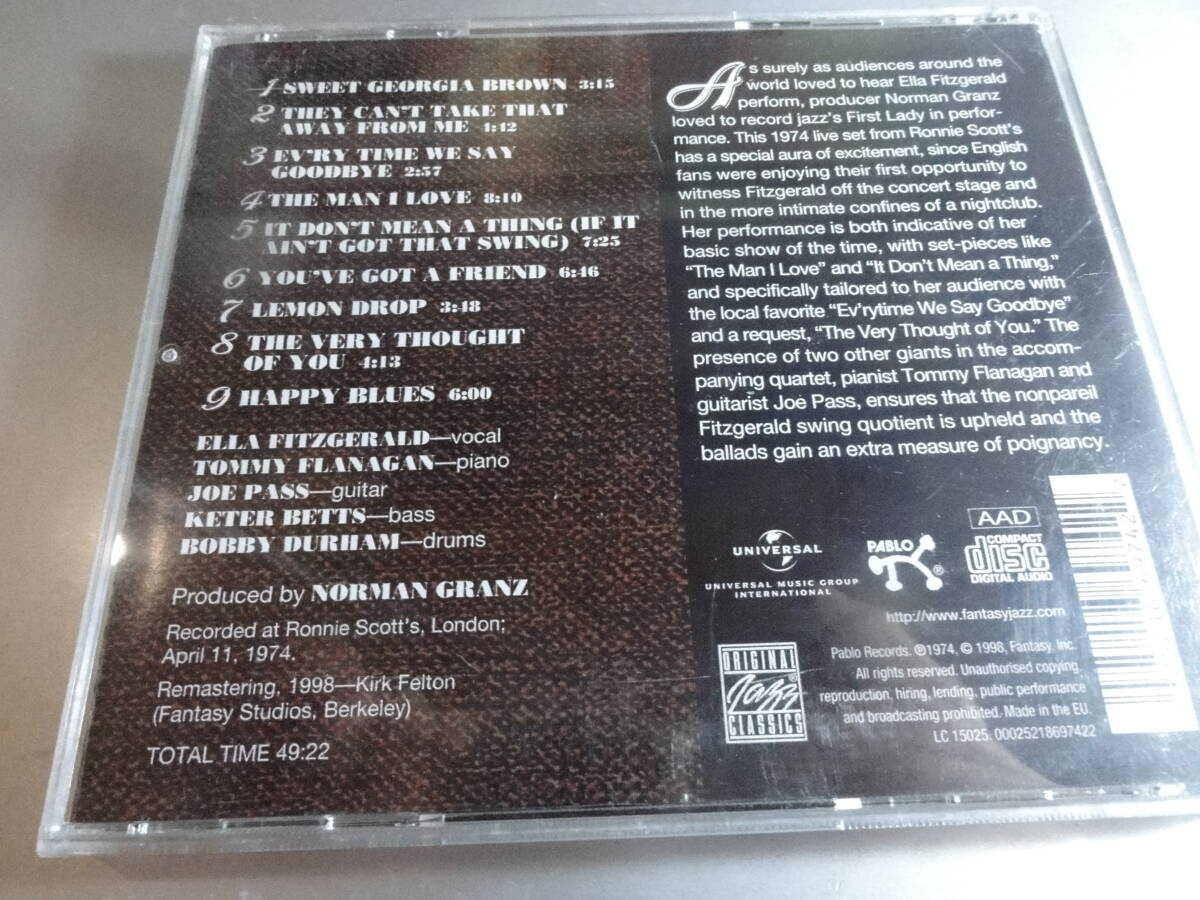 1 SWEET GEORGIA BROWN 3:15
2 THEY CAN'T TAKE THAT
AWAY FROM ME 4:42
3 EV'RY TIME WE SAY
GOODBYE 2:57
4 THE MAN I LOVE 8:10
5 IT DON'T MEAN A THING (IF IT
AIN'T GOT THAT SWING) 7:25
6 YOU'VE GOT A FRIEND 6:46
7 LEMON DROP 3:48
8 THE VERY THOUGHT
OF YOU 4:13
9 HAPPY BLUES 6:00
ELLA FITZGERALD—vocal
TOMMY FLANAGAN—piano
JOE PASS—guitar
KETER BETTS—bass
BOBBY DURHAM—drums
Produced by NORMAN GRANZ
Recorded at Ronnie Scott's, London;
April 11, 1974.
Remastering, 1998—Kirk Felton
(Fantasy Studios, Berkeley)
TOTAL TIME 49:22
As surely as audiences around the
world loved to hear Ella Fitzgerald
perform, producer Norman Granz
loved to record jazz's First Lady in perfor-
mance. This 1974 live set from Ronnie Scott's
has a special aura of excitement, since English
fans were enjoying their first opportunity to
witness Fitzgerald off the concert stage and
in the more intimate confines of a nightclub.
Her performance is both indicative of her
basic show of the time, with set-pieces like
"The Man I Love" and "It Don't Mean a Thing,"
and specifically tailored to her audience with
the local favorite "Ev'rytime We Say Goodbye"
and a request, "The Very Thought of You." The
presence of two other giants in the accom-
panying quartet, pianist Tommy Flanagan and
guitarist Joe Pass, ensures that the nonpareil
Fitzgerald swing quotient is upheld and the
ballads gain an extra measure of poignancy.
AAD
UNIVERSAL
UNIVERSAL MUSIC GROUP
INTERNATIONAL
PABLO ®
COMPACT
disc
DIGITAL AUDIO
http://www.fantasyjazz.com
ORIGINAL
Jazz
CLASSICS
Pablo Records. ℗1974, © 1998, Fantasy, Inc.
All rights reserved. Unauthorised copying,
reproduction, hiring, lending, public performance
and broadcasting prohibited. Made in the EU.
LC 15025. 00025218697422